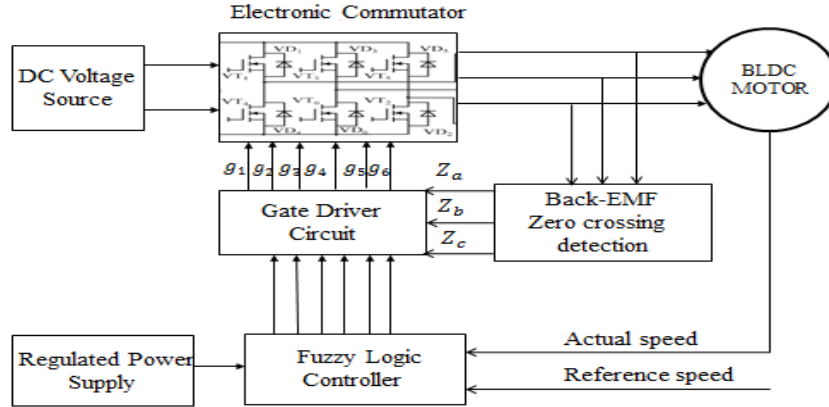 Electronic Commutator
DC Voltage
Source
VD₁
VD₃
VD₅
VT₁
VT₃
VT₅
VT₄
VT₆
VT₂
VD₄
VD₆
VD₂
BLDC
MOTOR
g₁ g₂ g₃ g₄ g₅ g₆
Gate Driver
Circuit
Zₐ
Z_b
Z_c
Back-EMF
Zero crossing
detection
Regulated Power
Supply
Fuzzy Logic
Controller
Actual speed
Reference speed